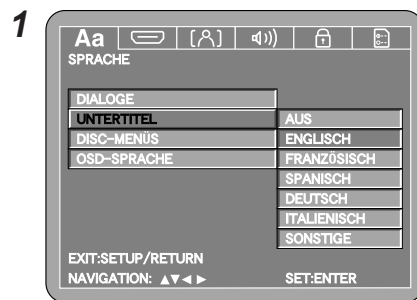 1
Aa
SPRACHE
DIALOGE
UNTERTITEL AUS
DISC-MENÜS ENGLISCH
OSD-SPRACHE FRANZÖSISCH
SPANISCH
DEUTSCH
ITALIENISCH
SONSTIGE
EXIT:SETUP/RETURN
NAVIGATION: ▲▼◄ ► SET:ENTER